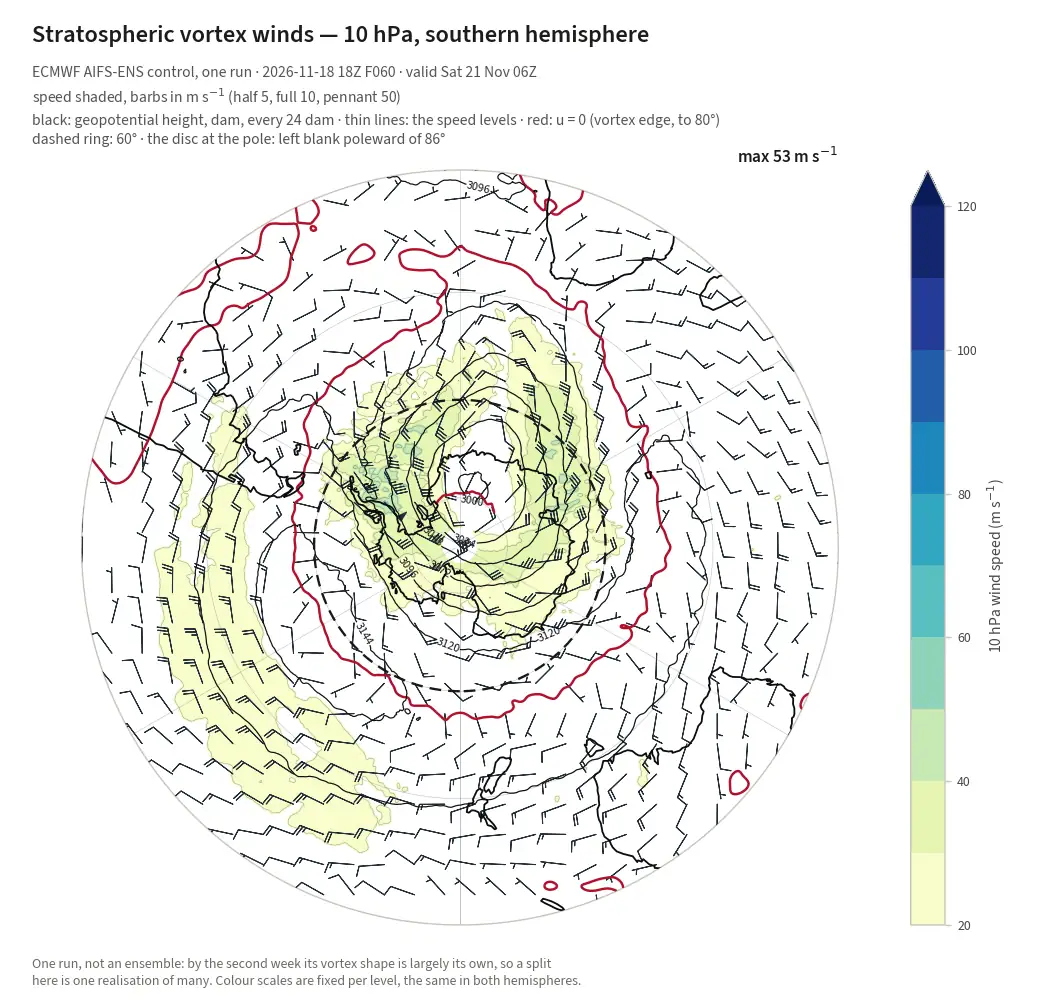 Stratospheric vortex winds — 10 hPa, southern hemisphere
ECMWF AIFS-ENS control, one run · 2026-11-18 18Z F060 · valid Sat 21 Nov 06Z
speed shaded, barbs in m s⁻¹ (half 5, full 10, pennant 50)
black: geopotential height, dam, every 24 dam · thin lines: the speed levels · red: u = 0 (vortex edge, to 80°)
dashed ring: 60° · the disc at the pole: left blank poleward of 86°
max 53 m s⁻¹
3096
3000
3096
3144
3120
3120
120
100
80
60
40
20
10 hPa wind speed (m s⁻¹)
One run, not an ensemble: by the second week its vortex shape is largely its own, so a split
here is one realisation of many. Colour scales are fixed per level, the same in both hemispheres.